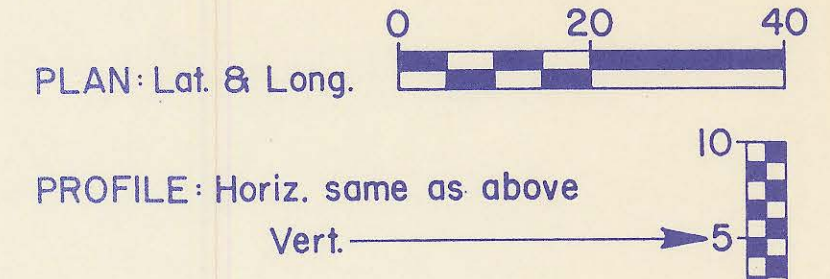 0 20 40
PLAN: Lat. & Long.
10
PROFILE: Horiz. same as above
Vert. 5